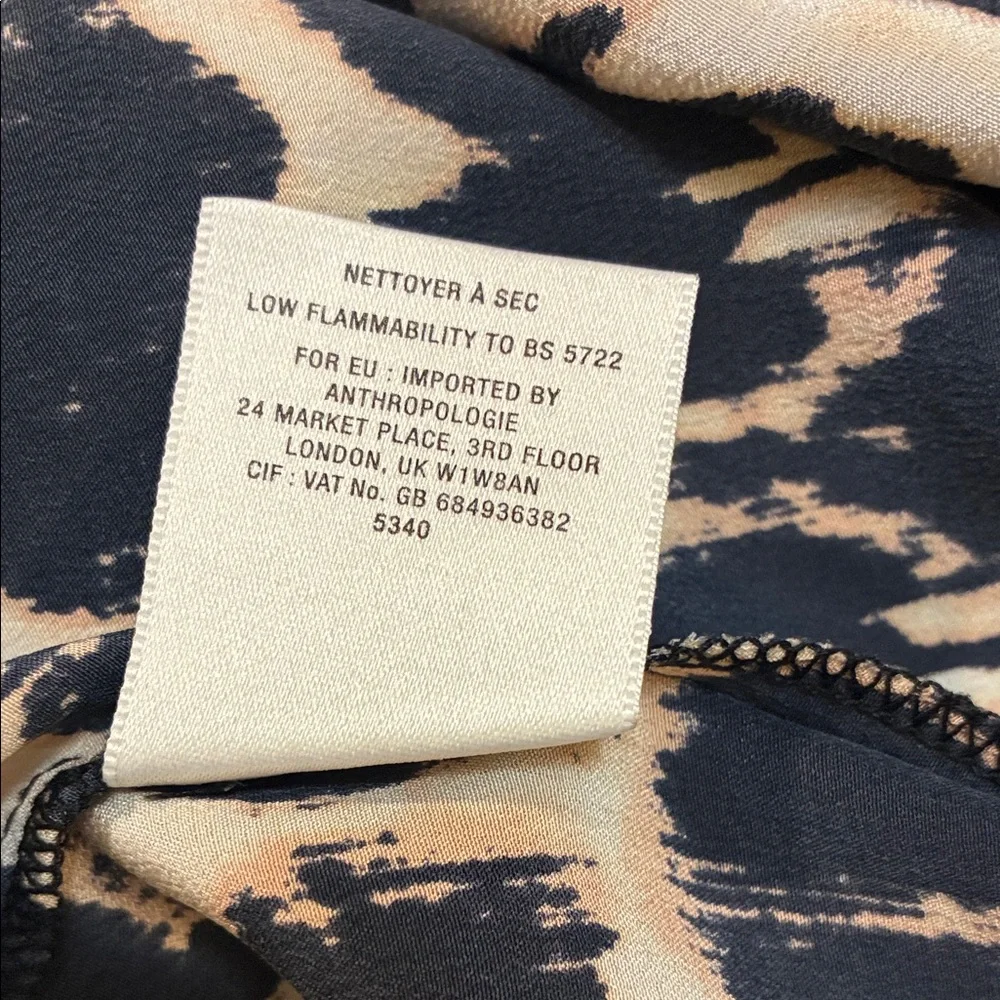 NETTOYER À SEC
LOW FLAMMABILITY TO BS 5722
FOR EU : IMPORTED BY
ANTHROPOLOGIE
24 MARKET PLACE, 3RD FLOOR
LONDON, UK W1W8AN
CIF : VAT No. GB 684936382
5340